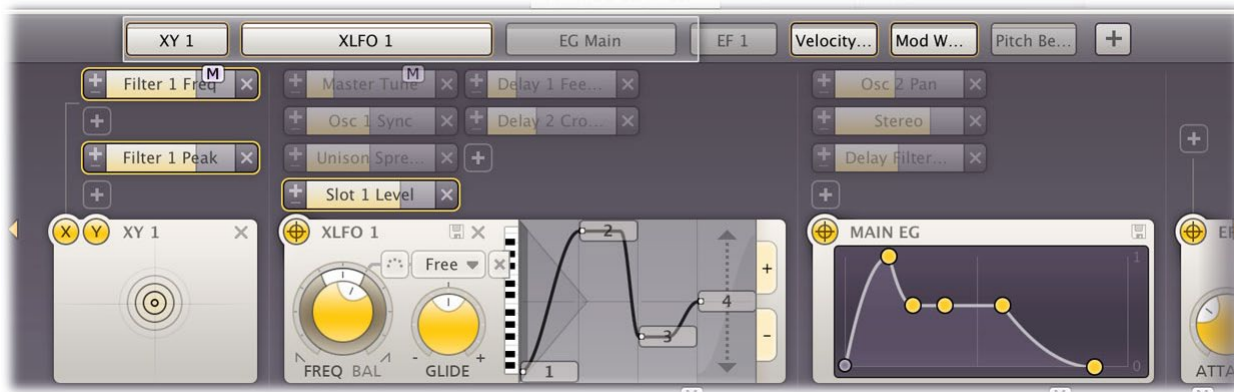 XY 1
XLFO 1
EG Main
EF 1
Velocity...
Mod W...
Pitch Be...
+
Filter 1 Freq
M
Master Tune
M
Delay 1 Fee...
Osc 2 Pan
Osc 1 Sync
Delay 2 Cro...
Stereo
Filter 1 Peak
Unison Spre...
Delay Filter...
Slot 1 Level
X Y XY 1
XLFO 1
MAIN EG
Free
1
2
3
4
+
-
1
0
FREQ BAL
- GLIDE +
ATTA